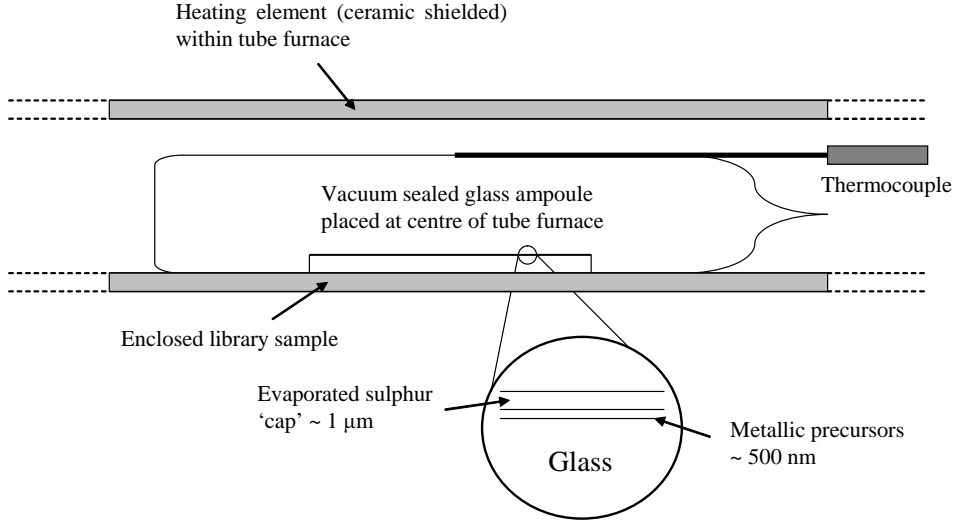 Heating element (ceramic shielded)
within tube furnace
Thermocouple
Vacuum sealed glass ampoule
placed at centre of tube furnace
Enclosed library sample
Evaporated sulphur
‘cap’ ~ 1 µm
Metallic precursors
~ 500 nm
Glass